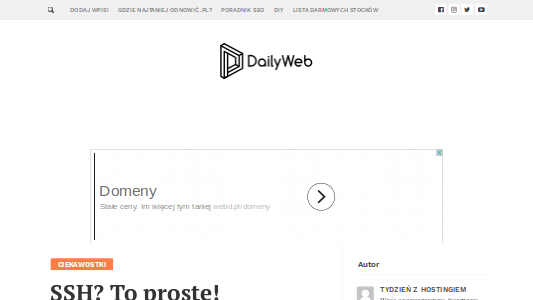 DODAJ WPIS! GDZIE NAJTANIEJ ODNOWIĆ .PL? PORADNIK SEO DIY LISTA DARMOWYCH STOCKÓW
DailyWeb
Domeny
Stałe ceny. Im więcej tym taniej webd.pl/domeny
CIEKAWOSTKI
Autor
SSH? To proste!
TYDZIEŃ Z HOSTINGIEM